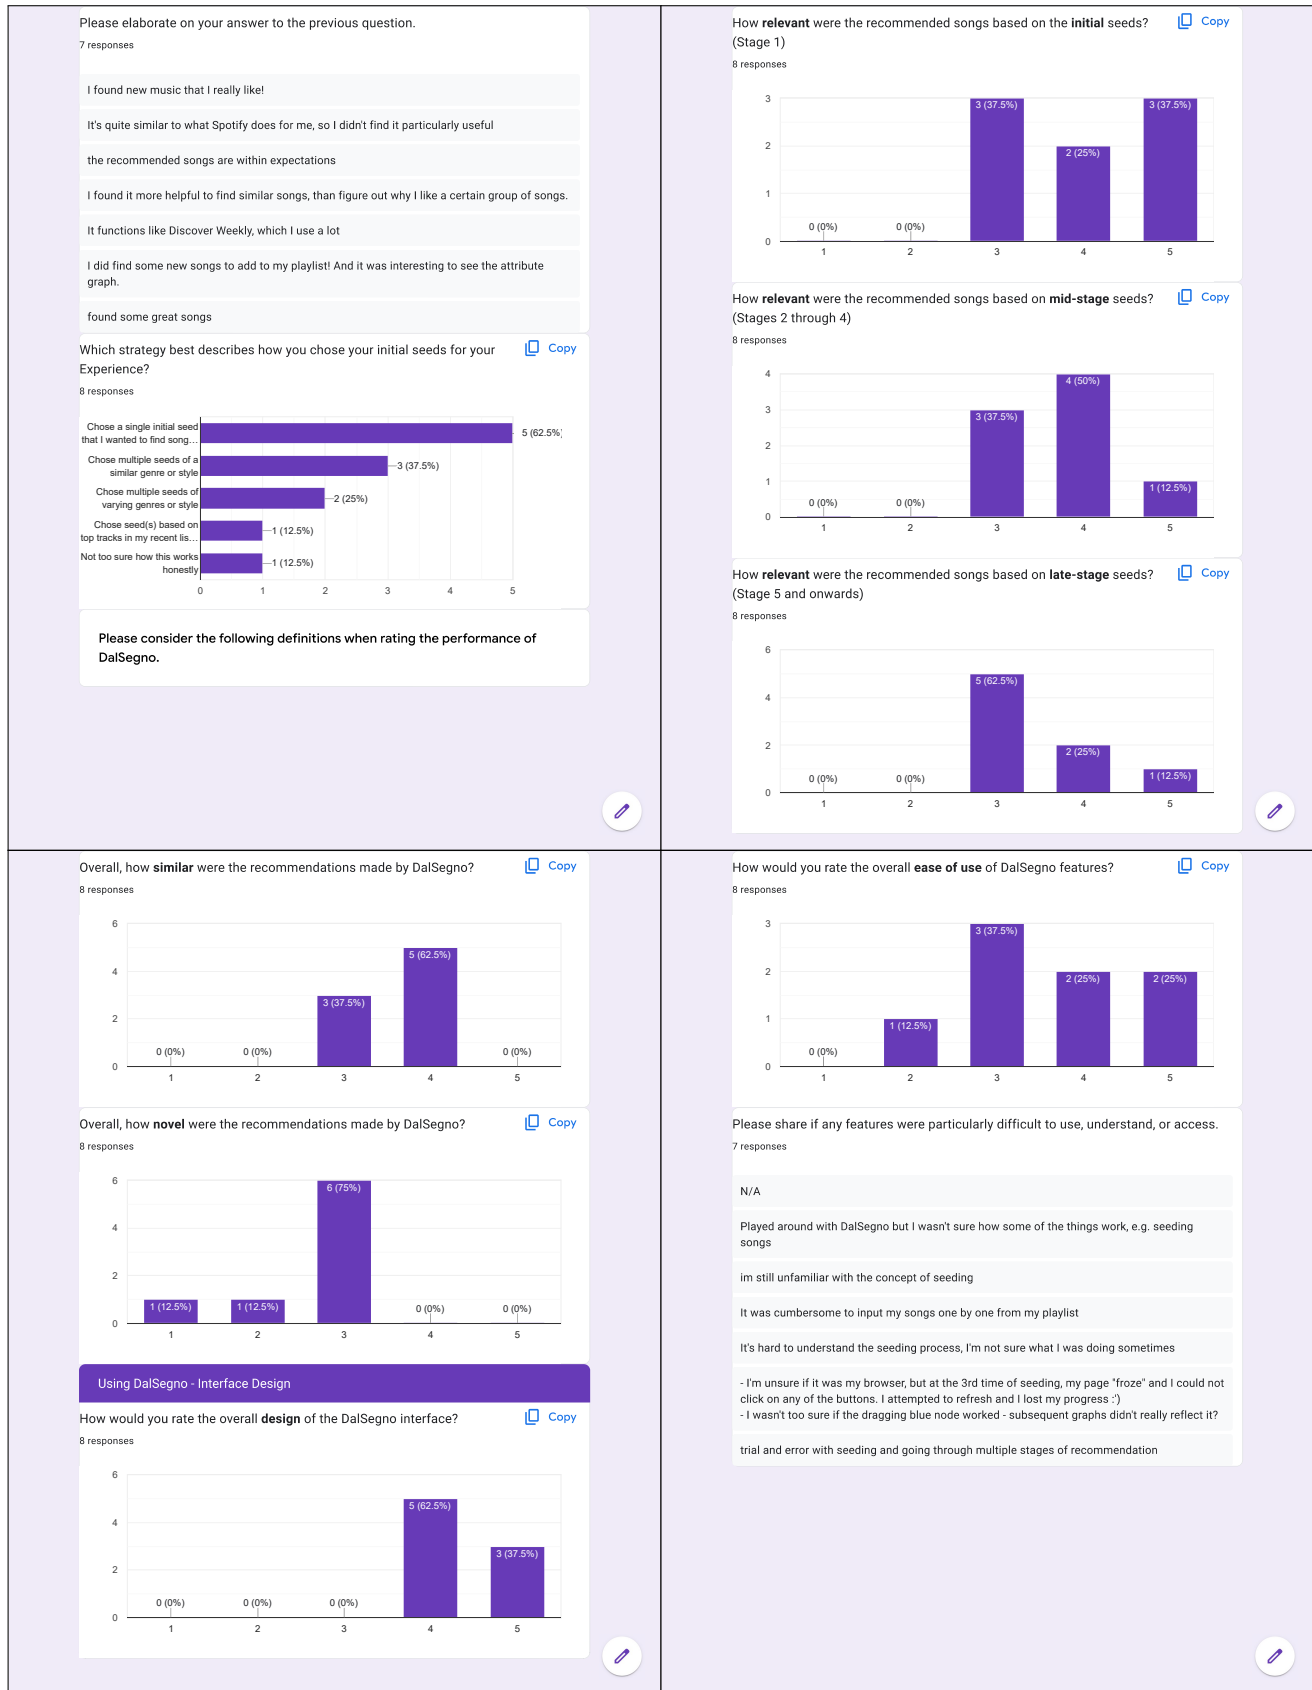 Please elaborate on your answer to the previous question.
7 responses
I found new music that I really like!
It's quite similar to what Spotify does for me, so I didn't find it particularly useful
the recommended songs are within expectations
I found it more helpful to find similar songs, than figure out why I like a certain group of songs.
It functions like Discover Weekly, which I use a lot
I did find some new songs to add to my playlist! And it was interesting to see the attribute
graph.
found some great songs
Which strategy best describes how you chose your initial seeds for your
Experience?
Copy
8 responses
Chose a single initial seed
that I wanted to find song…
5 (62.5%)
Chose multiple seeds of a
similar genre or style
3 (37.5%)
Chose multiple seeds of
varying genres or style
2 (25%)
Chose seed(s) based on
top tracks in my recent lis…
1 (12.5%)
Not too sure how this works
honestly
1 (12.5%)
0 1 2 3 4 5
Please consider the following definitions when rating the performance of
DalSegno.
How relevant were the recommended songs based on the initial seeds?
(Stage 1)
Copy
8 responses
3
2
1
0
0 (0%) 0 (0%) 3 (37.5%) 2 (25%) 3 (37.5%)
1 2 3 4 5
How relevant were the recommended songs based on mid-stage seeds?
(Stages 2 through 4)
Copy
8 responses
4
3
2
1
0
0 (0%) 0 (0%) 3 (37.5%) 4 (50%) 1 (12.5%)
1 2 3 4 5
How relevant were the recommended songs based on late-stage seeds?
(Stage 5 and onwards)
Copy
8 responses
6
4
2
0
0 (0%) 0 (0%) 5 (62.5%) 2 (25%) 1 (12.5%)
1 2 3 4 5
Overall, how similar were the recommendations made by DalSegno?
Copy
8 responses
6
4
2
0
0 (0%) 0 (0%) 3 (37.5%) 5 (62.5%) 0 (0%)
1 2 3 4 5
Overall, how novel were the recommendations made by DalSegno?
Copy
8 responses
6
4
2
0
1 (12.5%) 1 (12.5%) 6 (75%) 0 (0%) 0 (0%)
1 2 3 4 5
Using DalSegno - Interface Design
How would you rate the overall design of the DalSegno interface?
Copy
8 responses
6
4
2
0
0 (0%) 0 (0%) 0 (0%) 5 (62.5%) 3 (37.5%)
1 2 3 4 5
How would you rate the overall ease of use of DalSegno features?
Copy
8 responses
3
2
1
0
0 (0%) 1 (12.5%) 3 (37.5%) 2 (25%) 2 (25%)
1 2 3 4 5
Please share if any features were particularly difficult to use, understand, or access.
7 responses
N/A
Played around with DalSegno but I wasn't sure how some of the things work, e.g. seeding
songs
im still unfamiliar with the concept of seeding
It was cumbersome to input my songs one by one from my playlist
It's hard to understand the seeding process, I'm not sure what I was doing sometimes
- I'm unsure if it was my browser, but at the 3rd time of seeding, my page "froze" and I could not
click on any of the buttons. I attempted to refresh and I lost my progress :')
- I wasn't too sure if the dragging blue node worked - subsequent graphs didn't really reflect it?
trial and error with seeding and going through multiple stages of recommendation